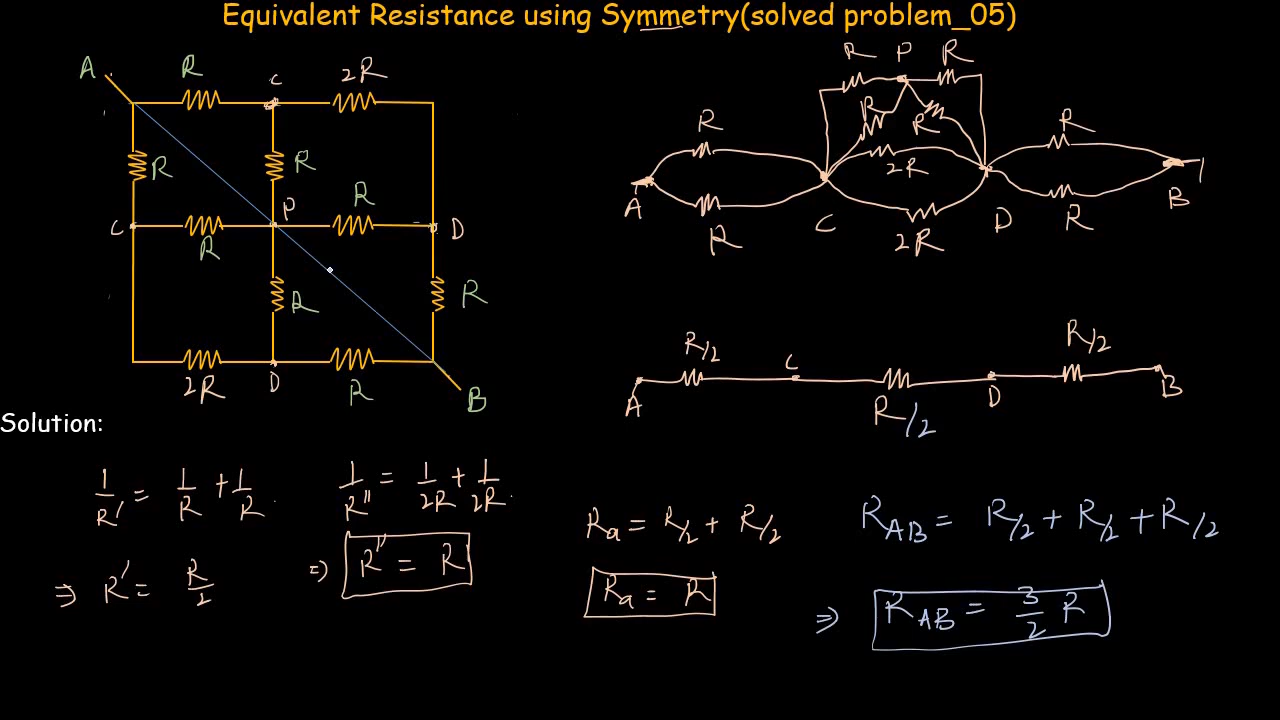 Equivalent Resistance using Symmetry(solved problem_05)
A R C 2R
R R
C R P R D
R R
2R D R B
R P R
R R
A R C 2R D R B
R 2R R
R/2 C R/2
A R/2 D B
Solution:
1/R' = 1/R + 1/R
1/R'' = 1/2R + 1/2R
⇒ R' = R/2
⇒ R'' = R
Ra = R/2 + R/2
Ra = R
RAB = R/2 + R/2 + R/2
⇒ RAB = 3/2 R